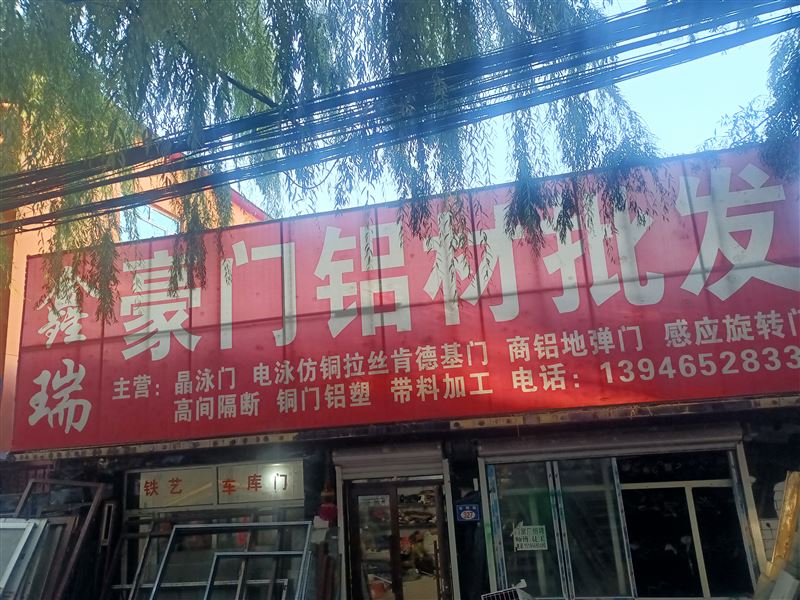 鑫瑞
豪门铝材批发
主营：晶泳门 电泳仿铜拉丝肯德基门 商铝地弹门 感应旋转门
高间隔断 铜门铝塑 带料加工 电话：1394652833
铁艺 车库门
327